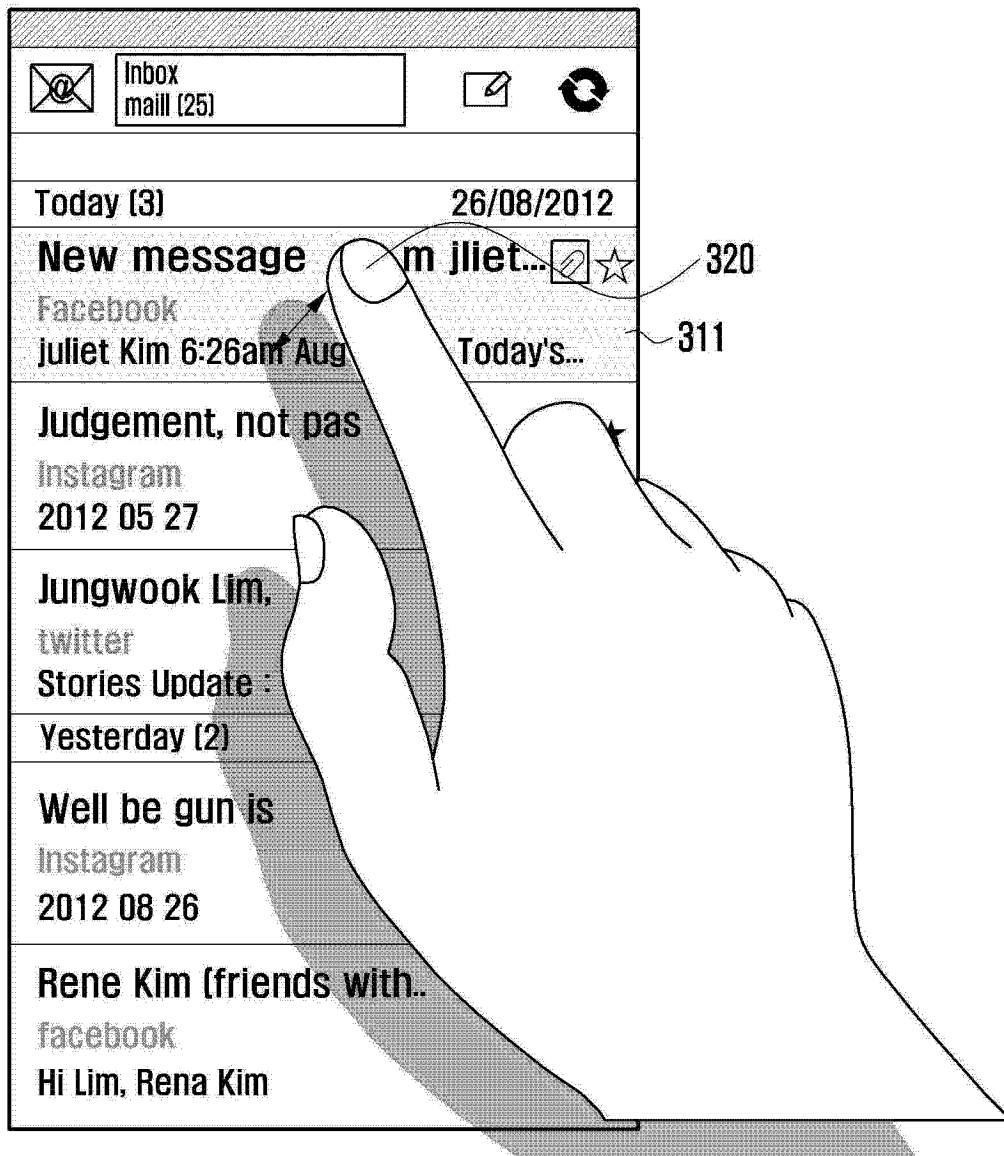 @
Inbox
maill (25)
Today (3) 26/08/2012
New message m jliet...
320
Facebook
juliet Kim 6:26am Aug Today's...
311
Judgement, not pas
Instagram
2012 05 27
Jungwook Lim,
twitter
Stories Update :
Yesterday (2)
Well be gun is
Instagram
2012 08 26
Rene Kim (friends with..
facebook
Hi Lim, Rena Kim